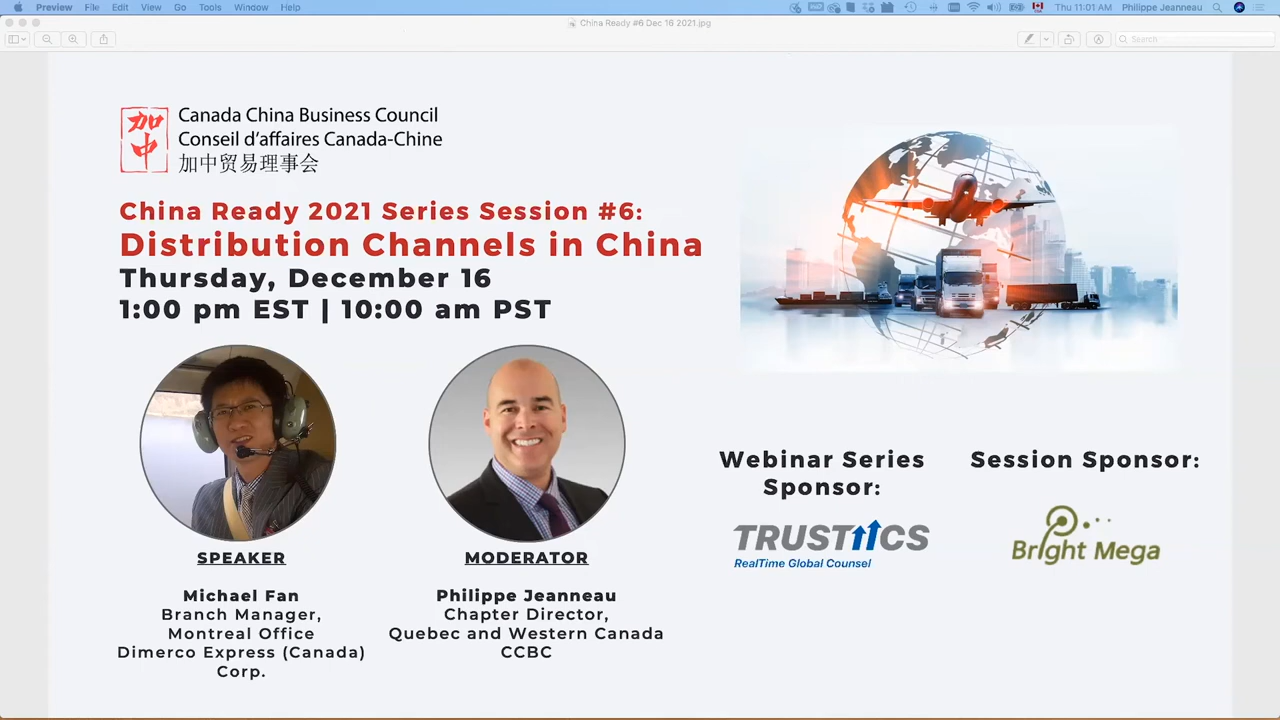 Preview File Edit View Go Tools Window Help
Thu 11:01 AM Philippe Jeanneau
China Ready #6 Dec 16 2021.jpg
Search
加中
Canada China Business Council
Conseil d'affaires Canada-Chine
加中贸易理事会
China Ready 2021 Series Session #6:
Distribution Channels in China
Thursday, December 16
1:00 pm EST | 10:00 am PST
SPEAKER
Michael Fan
Branch Manager,
Montreal Office
Dimerco Express (Canada)
Corp.
MODERATOR
Philippe Jeanneau
Chapter Director,
Quebec and Western Canada
CCBC
Webinar Series
Sponsor:
TRUSTIICS
RealTime Global Counsel
Session Sponsor:
Bright Mega